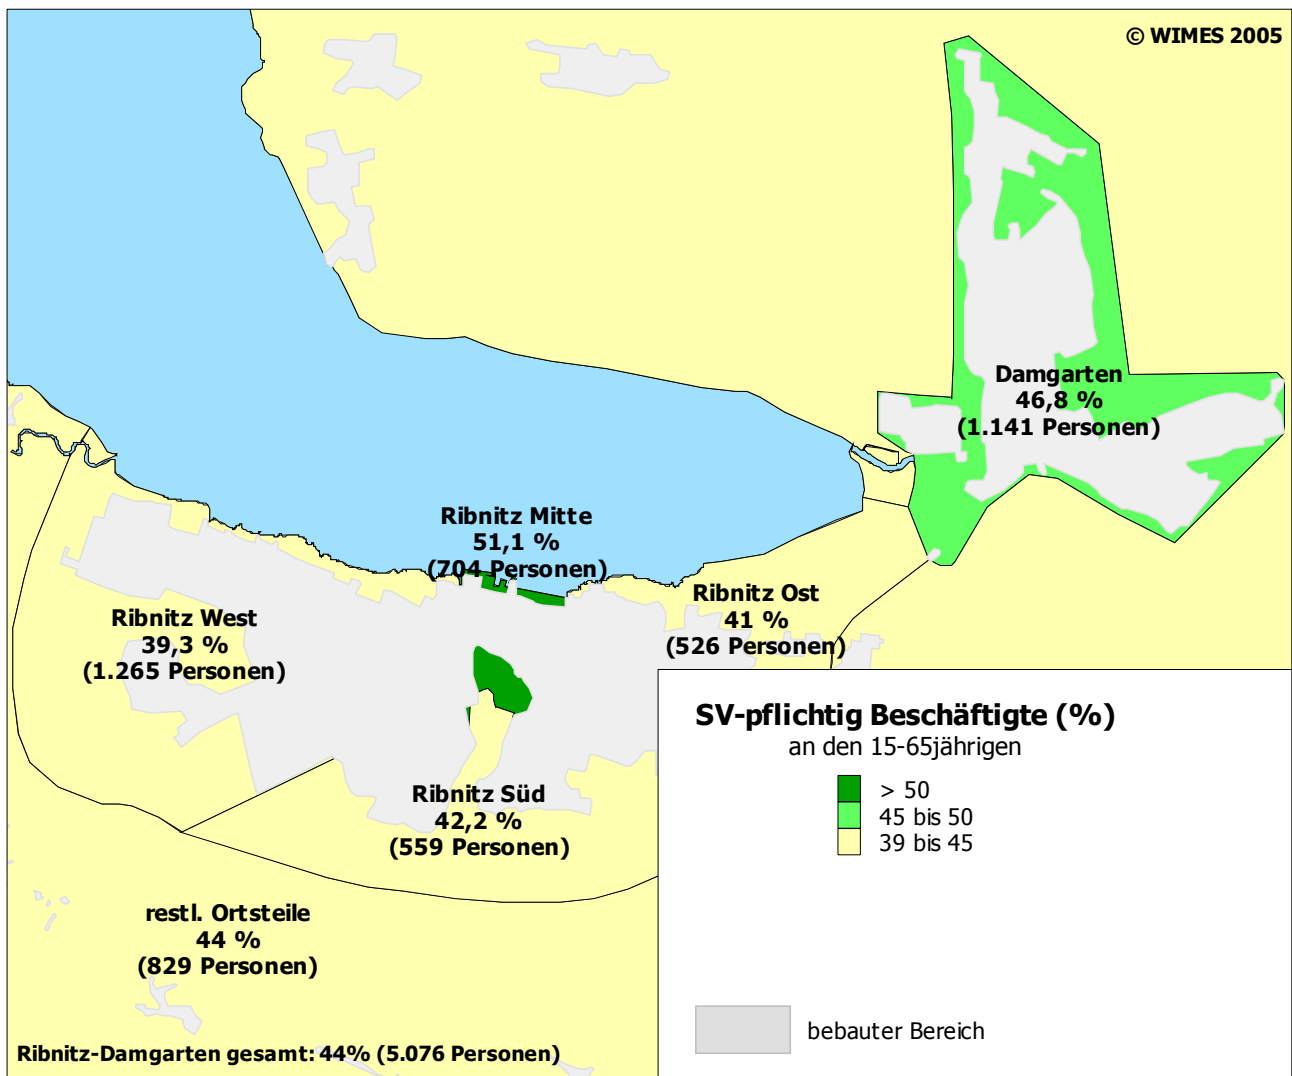 © WIMES 2005
Damgarten
46,8 %
(1.141 Personen)
Ribnitz Mitte
51,1 %
(704 Personen)
Ribnitz Ost
41 %
(526 Personen)
Ribnitz West
39,3 %
(1.265 Personen)
Ribnitz Süd
42,2 %
(559 Personen)
restl. Ortsteile
44 %
(829 Personen)
Ribnitz-Damgarten gesamt: 44% (5.076 Personen)
SV-pflichtig Beschäftigte (%)
an den 15-65jährigen
> 50
45 bis 50
39 bis 45
bebauter Bereich